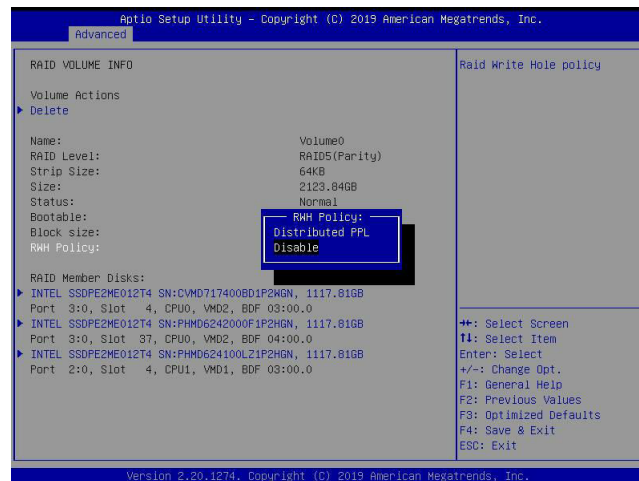 Aptio Setup Utility – Copyright (C) 2019 American Megatrends, Inc.
Advanced
RAID VOLUME INFO
Raid Write Hole policy
Volume Actions
Delete
Name: Volume0
RAID Level: RAID5(Parity)
Strip Size: 64KB
Size: 2123.84GB
Status: Normal
Bootable:
Block size:
RWH Policy:
RWH Policy:
Distributed PPL
Disable
RAID Member Disks:
INTEL SSDPE2ME012T4 SN:CVMD717400BD1P2WGN, 1117.81GB
Port 3:0, Slot 4, CPU0, VMD2, BDF 03:00.0
INTEL SSDPE2ME012T4 SN:PHMD6242000F1P2HGN, 1117.81GB
Port 3:0, Slot 37, CPU0, VMD2, BDF 04:00.0
INTEL SSDPE2ME012T4 SN:PHMD624100LZ1P2HGN, 1117.81GB
Port 2:0, Slot 4, CPU1, VMD1, BDF 03:00.0
→←: Select Screen
↑↓: Select Item
Enter: Select
+/-: Change Opt.
F1: General Help
F2: Previous Values
F3: Optimized Defaults
F4: Save & Exit
ESC: Exit
Version 2.20.1274. Copyright (C) 2019 American Megatrends, Inc.